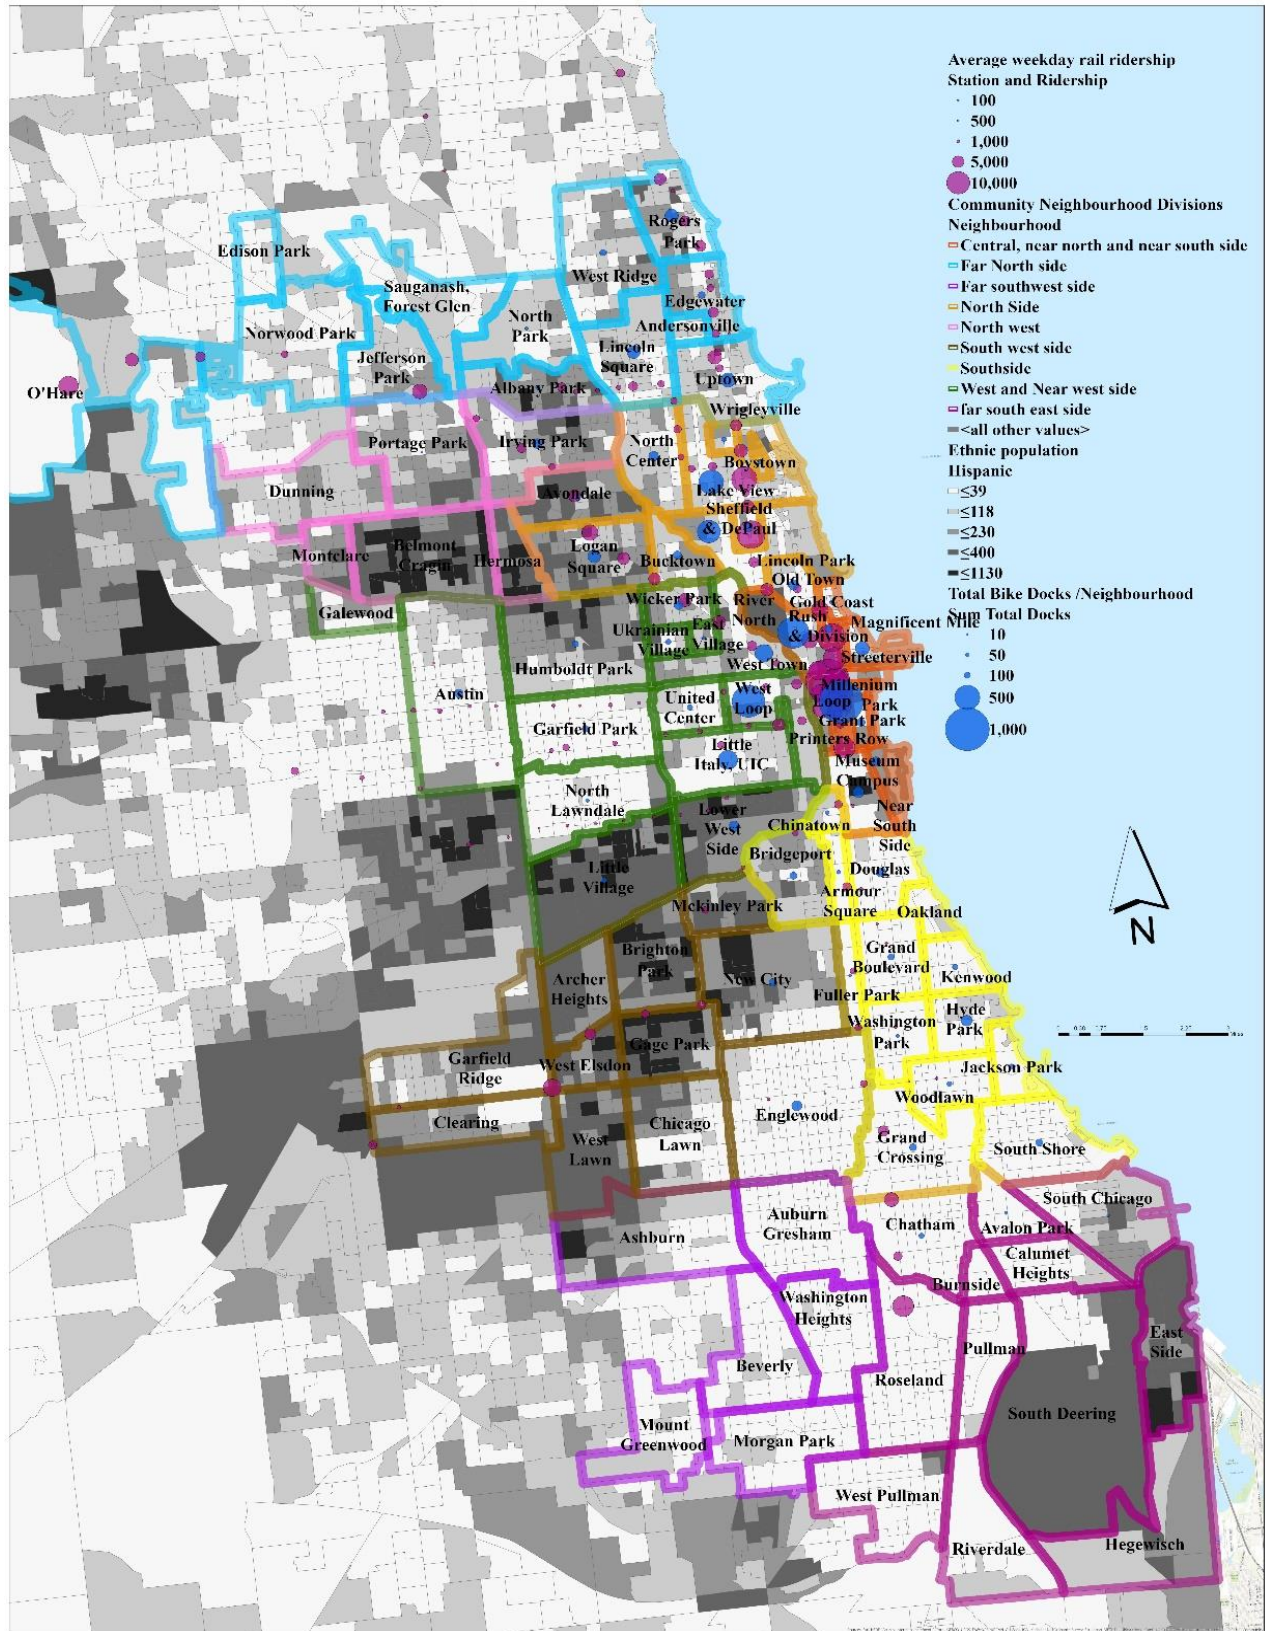 Average weekday rail ridership
Station and Ridership
100
500
1,000
5,000
10,000
Community Neighbourhood Divisions
Neighbourhood
Central, near north and near south side
Far North side
Far southwest side
North Side
North west
South west side
Southside
West and Near west side
far south east side
<all other values>
Ethnic population
Hispanic
≤39
≤118
≤230
≤400
≤1130
Total Bike Docks /Neighbourhood
Sum Total Docks
10
50
100
500
1,000
Rogers
Park
Edison Park
West Ridge
Sauganash,
Forest Glen
Edgewater
Norwood Park
North
Park
Andersonville
Lincoln
Square
Jefferson
Park
Uptown
O'Hare
Albany Park
Wrigleyville
Portage Park
Irving Park
North
Center
Boystown
Dunning
Avondale
Lake View
Sheffield
& DePaul
Montclare
Belmont
Cragin
Hermosa
Logan
Square
Bucktown
Lincoln Park
Old Town
Galewood
Wicker Park
River
North
Gold Coast
Rush
& Division
Magnificent Mile
Ukrainian
Village
East
Village
Streeterville
Humboldt Park
West Town
Austin
United
Center
West
Loop
Millenium
Park
Loop
Grant Park
Garfield Park
Printers Row
Little
Italy, UIC
Museum
Campus
North
Lawndale
Lower
West
Side
Chinatown
Near
South
Side
Bridgeport
Little
Village
Douglas
Armour
Square
Mckinley Park
Oakland
Brighton
Park
Grand
Boulevard
Kenwood
Archer
Heights
New City
Fuller Park
Hyde
Park
Washington
Park
Gage Park
Garfield
Ridge
West Elsdon
Jackson Park
Woodlawn
Englewood
Clearing
Chicago
Lawn
West
Lawn
Grand
Crossing
South Shore
South Chicago
Auburn
Gresham
Chatham
Avalon Park
Ashburn
Calumet
Heights
Burnside
Washington
Heights
East
Side
Pullman
Beverly
Roseland
South Deering
Mount
Greenwood
Morgan Park
West Pullman
Riverdale
Hegewisch
N